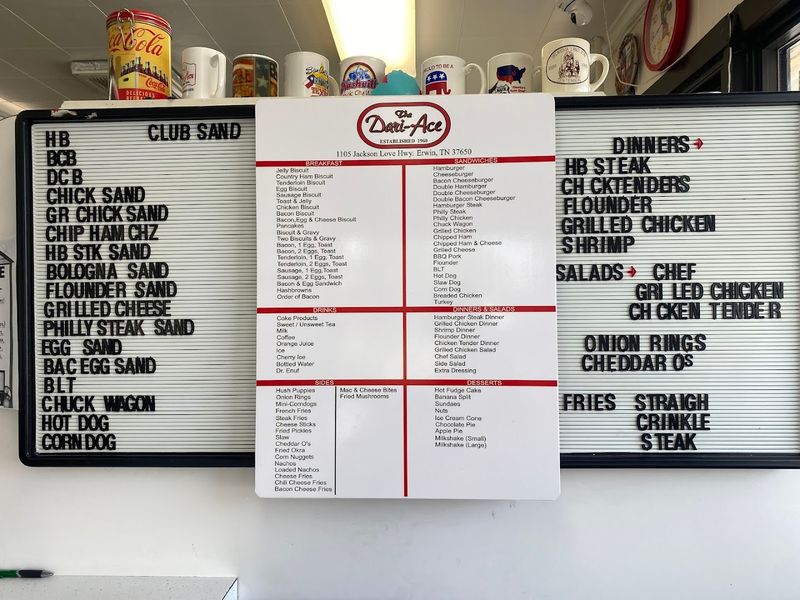 Coca-Cola
DELICIOUS
Nashville
PROUD TO BE A
HB
CLUB SAND
BCB
DCB
CHICK SAND
GR CHICK SAND
CHIP HAM CHZ
HB STK SAND
BOLOGNA SAND
FLOUNDER SAND
GRILLED CHEESE
PHILLY STEAK SAND
EGG SAND
BAC EGG SAND
BLT
CHUCK WAGON
HOT DOG
CORN DOG
The
Dari-Ace
ESTABLISHED 1960
1105 Jackson Love Hwy. Erwin, TN 37650
BREAKFAST
Jelly Biscuit
Country Ham Biscuit
Tenderloin Biscuit
Egg Biscuit
Sausage Biscuit
Toast & Jelly
Chicken Biscuit
Bacon Biscuit
Bacon,Egg & Cheese Biscuit
Pancakes
Biscuit & Gravy
Two Biscuits & Gravy
Bacon, 1 Egg, Toast
Bacon, 2 Eggs, Toast
Tenderloin, 1 Egg, Toast
Tenderloin, 2 Eggs, Toast
Sausage, 1 Egg,Toast
Sausage, 2 Eggs, Toast
Bacon & Egg Sandwich
Hashbrowns
Order of Bacon
SANDWICHES
Hamburger
Cheeseburger
Bacon Cheeseburger
Double Hamburger
Double Cheeseburger
Double Bacon Cheeseburger
Hamburger Steak
Philly Steak
Philly Chicken
Chuck Wagon
Grilled Chicken
Chipped Ham
Chipped Ham & Cheese
Grilled Cheese
BBQ Pork
Flounder
BLT
Hot Dog
Slaw Dog
Corn Dog
Breaded Chicken
Turkey
DRINKS
Coke Products
Sweet / Unsweet Tea
Milk
Coffee
Orange Juice
Ice
Cherry Ice
Bottled Water
Dr. Enuf
DINNERS & SALADS
Hamburger Steak Dinner
Grilled Chicken Dinner
Shrimp Dinner
Flounder Dinner
Chicken Tender Dinner
Grilled Chicken Salad
Chef Salad
Side Salad
Extra Dressing
SIDES
Hush Puppies
Onion Rings
Mini-Corndogs
French Fries
Steak Fries
Cheese Sticks
Fried Pickles
Slaw
Cheddar O's
Fried Okra
Corn Nuggets
Nachos
Loaded Nachos
Cheese Fries
Chili Cheese Fries
Bacon Cheese Fries
Mac & Cheese Bites
Fried Mushrooms
DESSERTS
Hot Fudge Cake
Banana Split
Sundaes
Nuts
Ice Cream Cone
Chocolate Pie
Apple Pie
Milkshake (Small)
Milkshake (Large)
DINNERS
HB STEAK
CH CKTENDERS
FLOUNDER
GRILLED CHICKEN
SHRIMP
SALADS CHEF
GRI LED CHICKEN
CH CKEN TENDER
ONION RINGS
CHEDDAR OS
FRIES STRAIGH
CRINKLE
STEAK